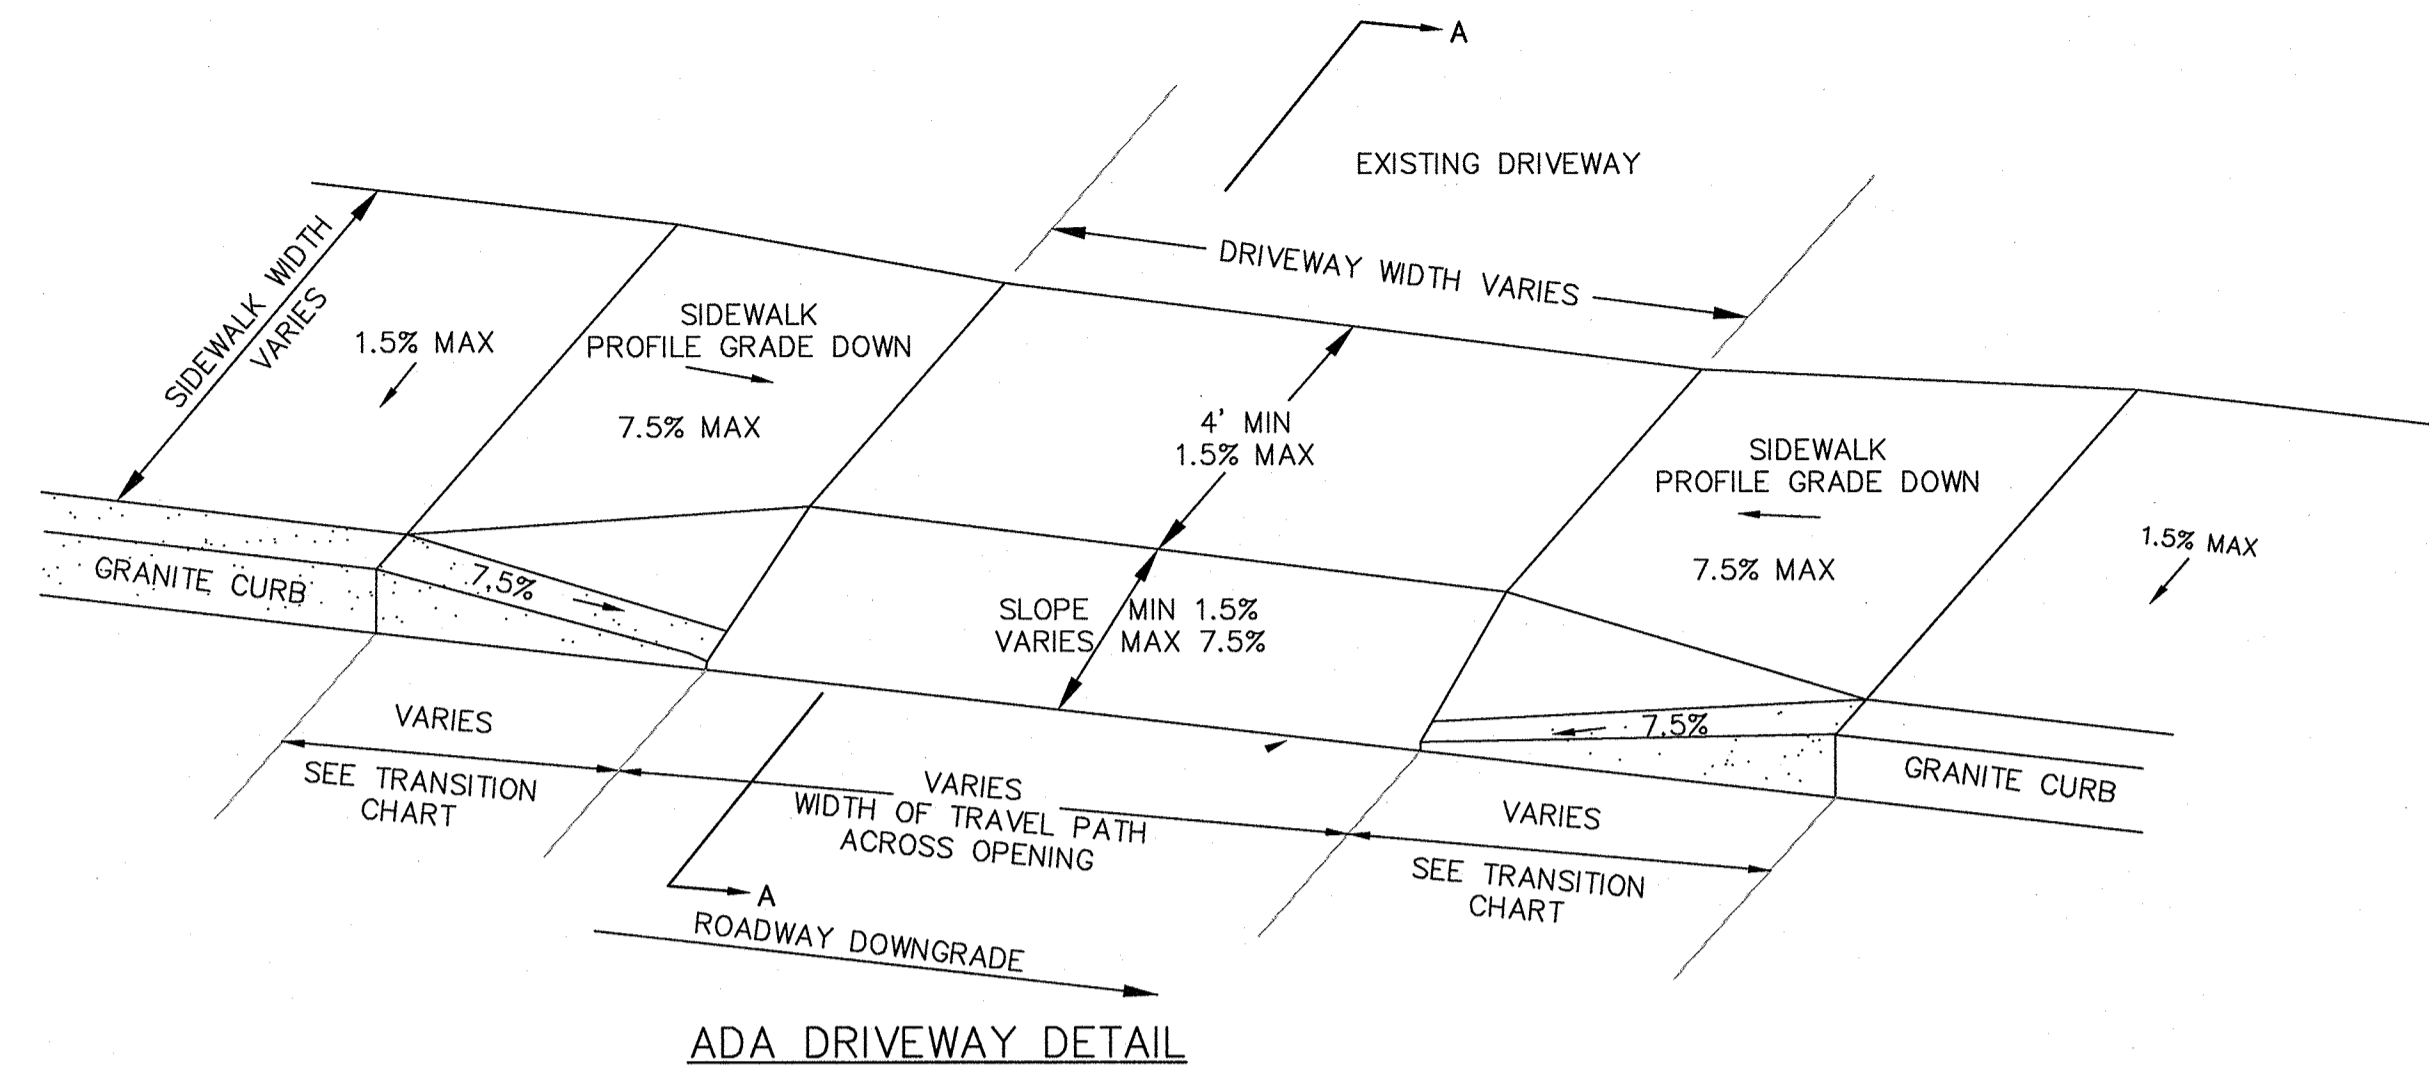 A
EXISTING DRIVEWAY
DRIVEWAY WIDTH VARIES
SIDEWALK WIDTH
VARIES
1.5% MAX
SIDEWALK
PROFILE GRADE DOWN
7.5% MAX
4' MIN
1.5% MAX
SIDEWALK
PROFILE GRADE DOWN
7.5% MAX
1.5% MAX
GRANITE CURB
7.5%
SLOPE MIN 1.5%
VARIES MAX 7.5%
7.5%
GRANITE CURB
VARIES
SEE TRANSITION
CHART
VARIES
WIDTH OF TRAVEL PATH
ACROSS OPENING
VARIES
SEE TRANSITION
CHART
A
ROADWAY DOWNGRADE
ADA DRIVEWAY DETAIL